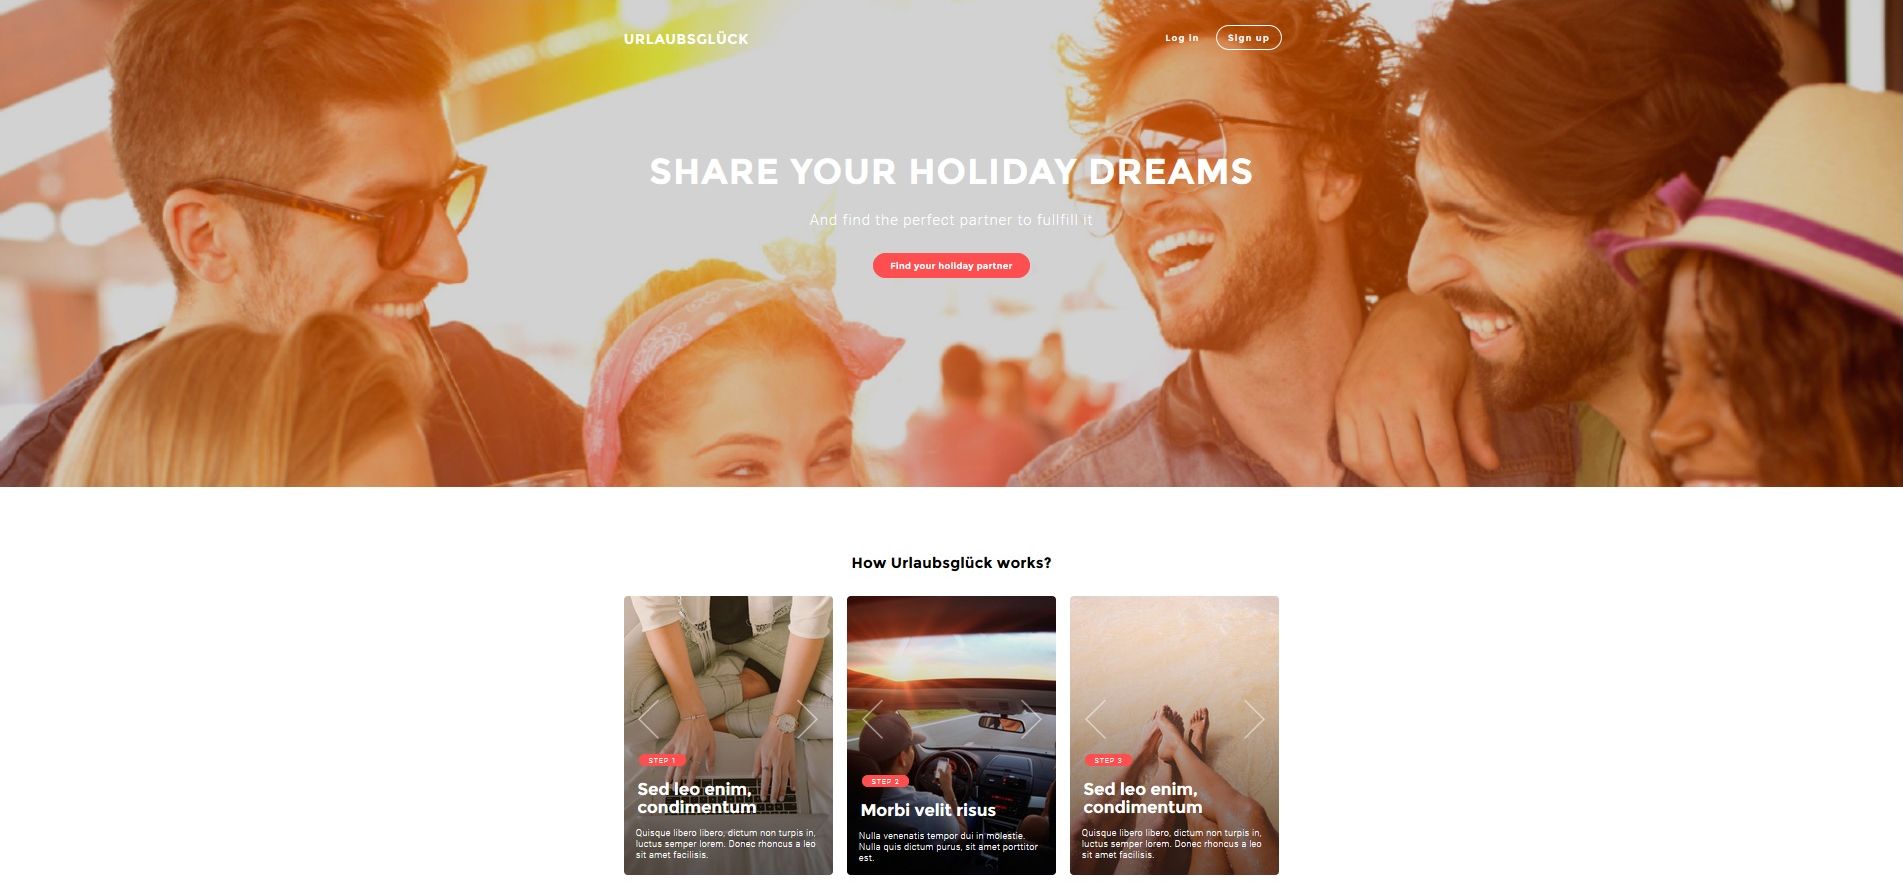 URLAUBSGLÜCK
Log in
Sign up
SHARE YOUR HOLIDAY DREAMS
And find the perfect partner to fullfill it
Find your holiday partner
How Urlaubsglück works?
STEP 1
Sed leo enim,
condimentum
Quisque libero libero, dictum non turpis in,
luctus semper lorem. Donec rhoncus a leo
sit amet facilisis.
STEP 2
Morbi velit risus
Nulla venenatis tempor dui in molestie.
Nulla quis dictum purus, sit amet porttitor
est.
STEP 3
Sed leo enim,
condimentum
Quisque libero libero, dictum non turpis in,
luctus semper lorem. Donec rhoncus a leo
sit amet facilisis.